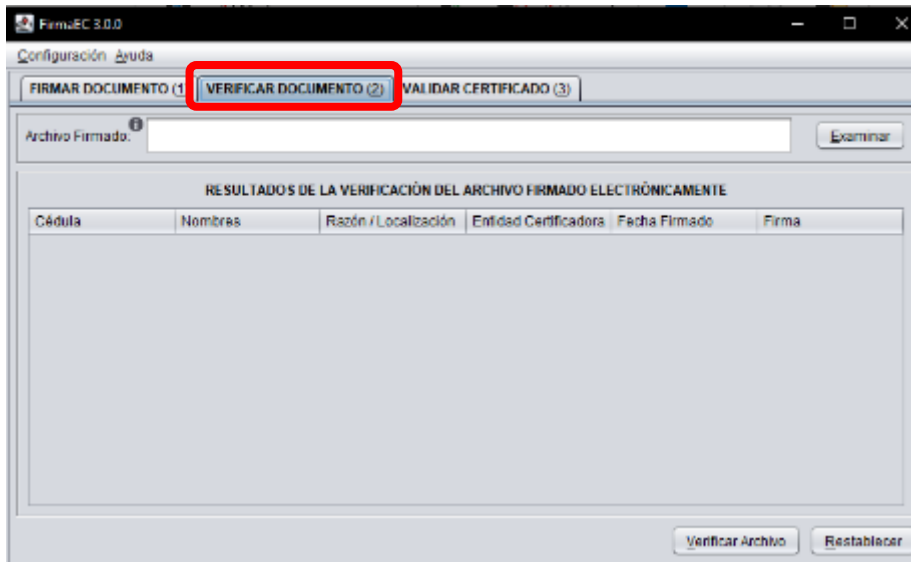 FirmaEC 3.0.0
Configuración Ayuda
FIRMAR DOCUMENTO (1 VERIFICAR DOCUMENTO (2) VALIDAR CERTIFICADO (3)
Archivo Firmado: Examinar
RESULTADOS DE LA VERIFICACIÓN DEL ARCHIVO FIRMADO ELECTRÓNICAMENTE
Cédula Nombres Razón / Localización Entidad Certificadora Fecha Firmado Firma
Verificar Archivo Restablecer